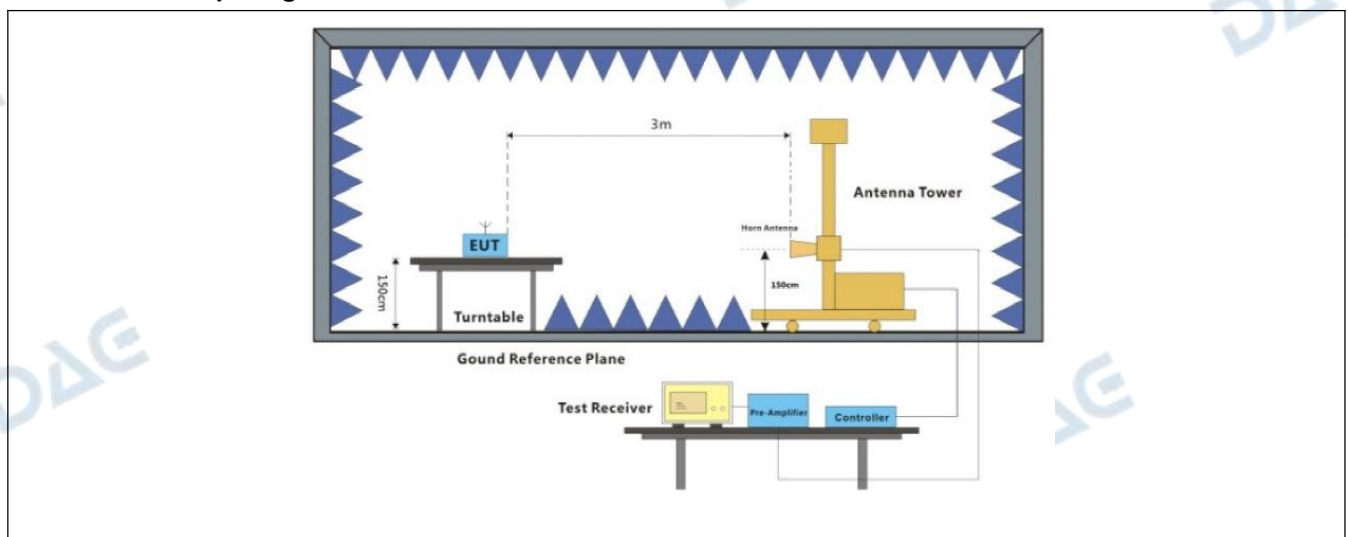 DAE
3m
Antenna Tower
Horn Antenna
EUT
150cm
150cm
Turntable
Gound Reference Plane
DAE
Test Receiver
Pre-Amplifier
Controller